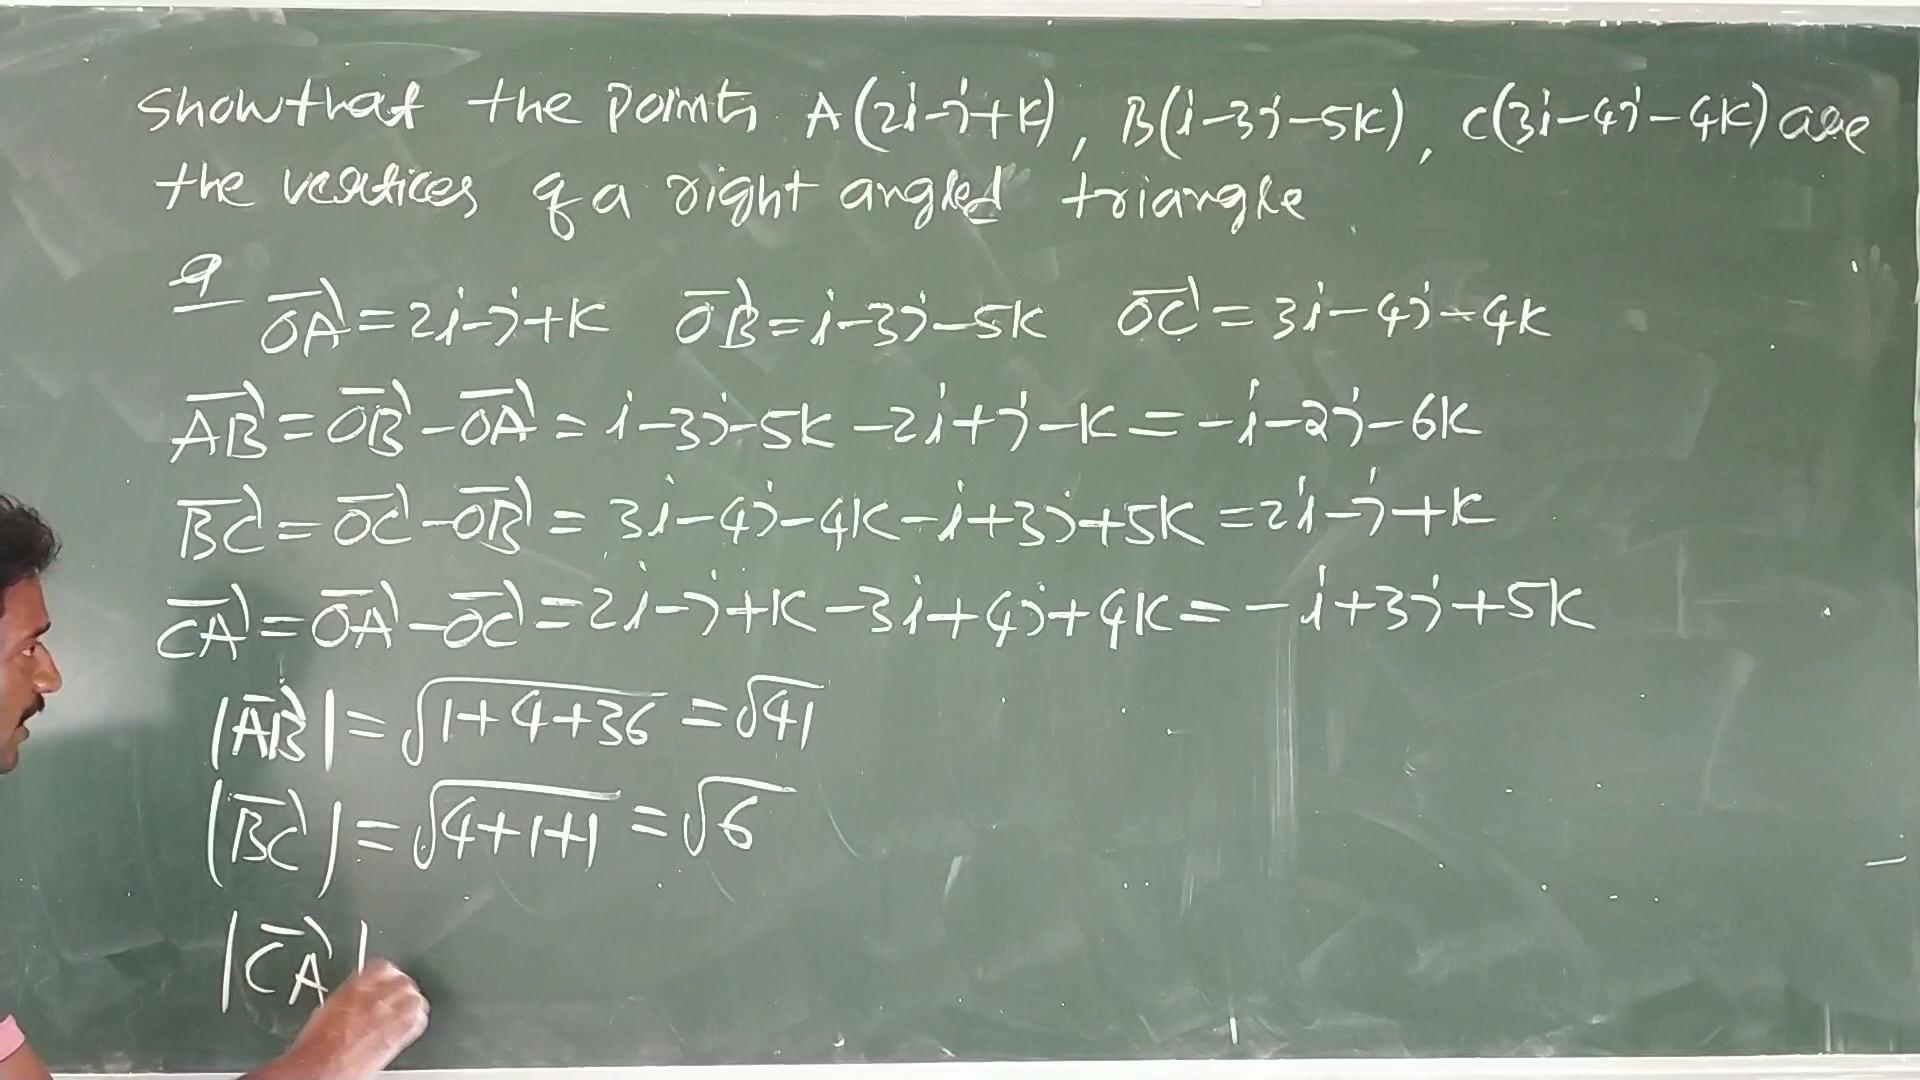 Show that the points A(2i-j+k), B(i-3j-5k), C(3i-4j-4k) are
the vertices of a right angled triangle
OA⃗ = 2i-j+k OB⃗ = i-3j-5k OC⃗ = 3i-4j-4k
AB⃗ = OB⃗ - OA⃗ = i-3j-5k-2i+j-k = -i-2j-6k
BC⃗ = OC⃗ - OB⃗ = 3i-4j-4k-i+3j+5k = 2i-j+k
CA⃗ = OA⃗ - OC⃗ = 2i-j+k-3i+4j+4k = -i+3j+5k
|AB⃗| = √(1+4+36) = √41
|BC⃗| = √(4+1+1) = √6
|CA⃗|